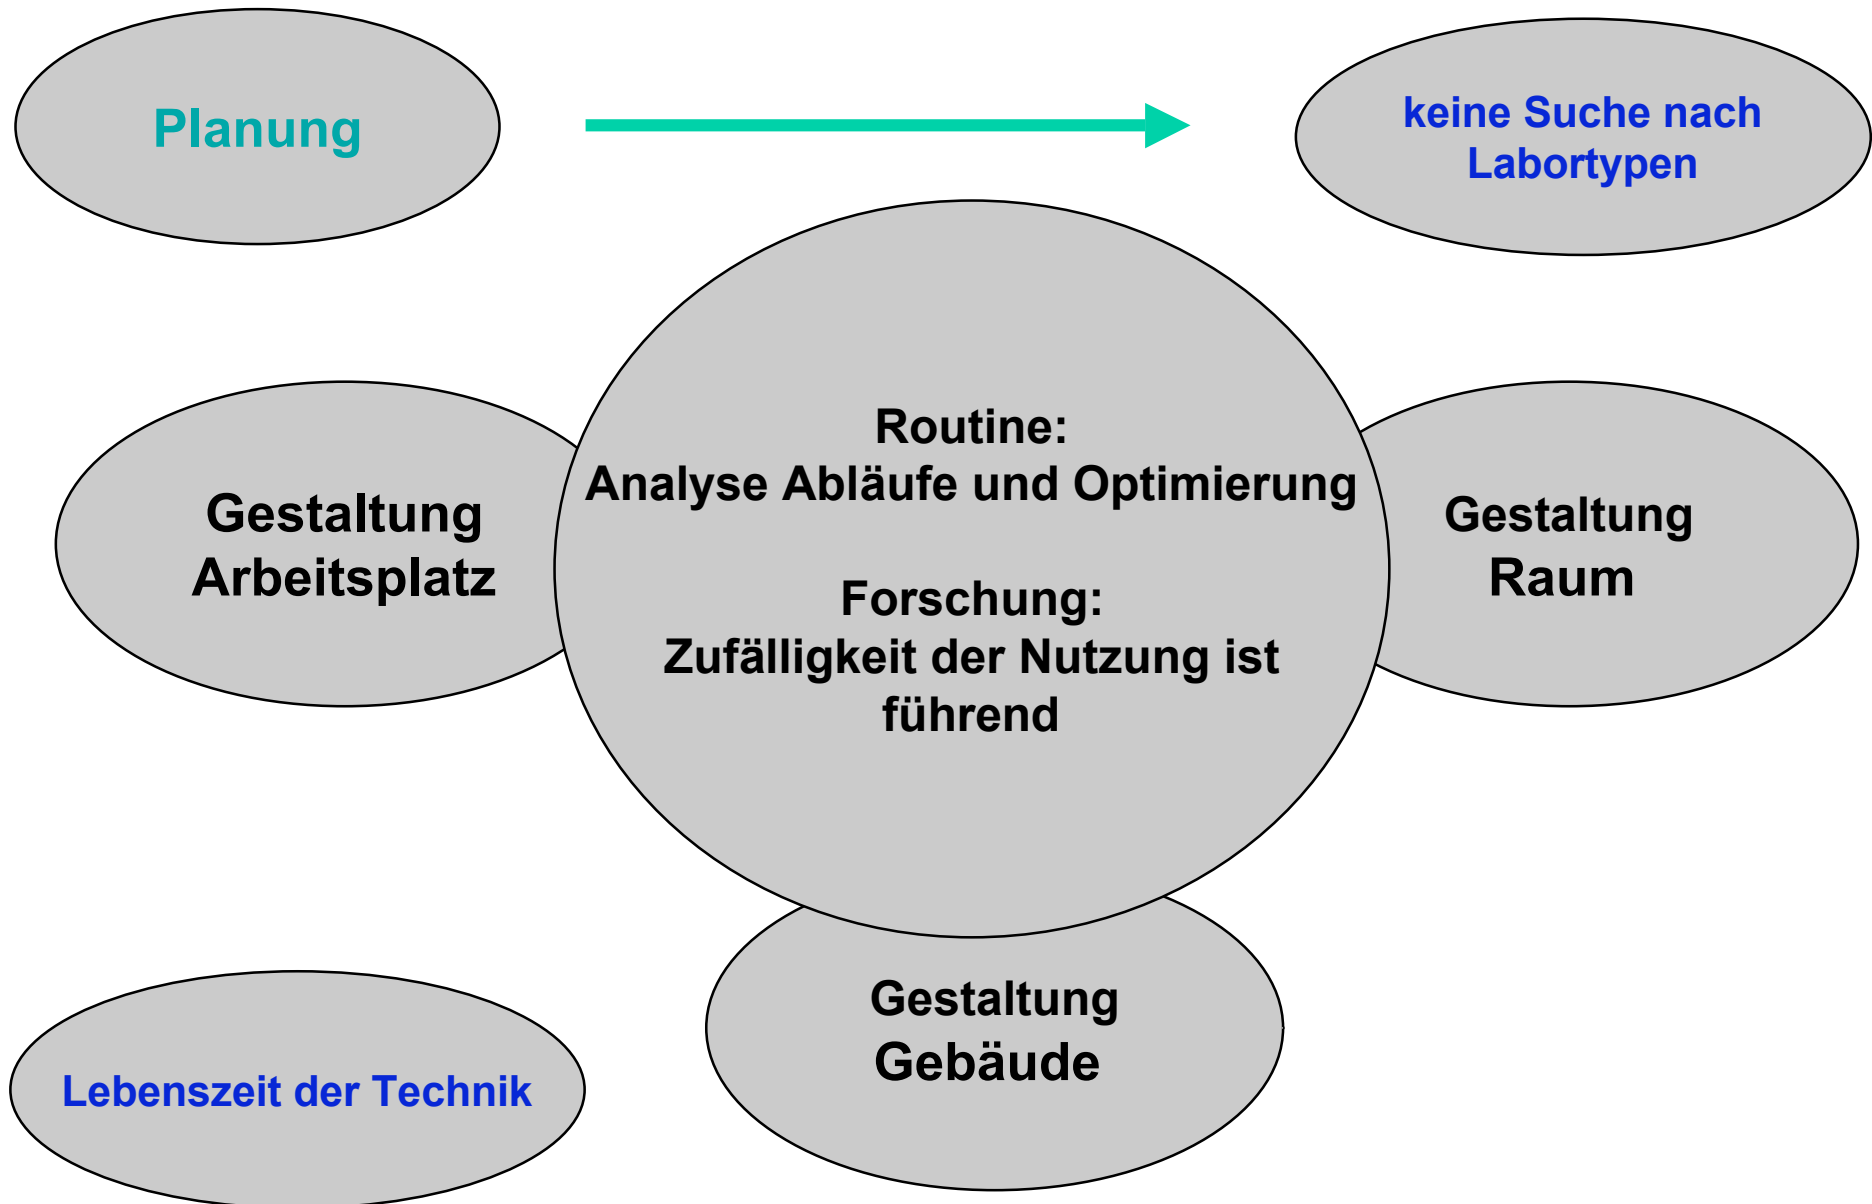 Planung
keine Suche nach
Labortypen
Routine:
Analyse Abläufe und Optimierung
Forschung:
Zufälligkeit der Nutzung ist
führend
Gestaltung
Arbeitsplatz
Gestaltung
Raum
Gestaltung
Gebäude
Lebenszeit der Technik